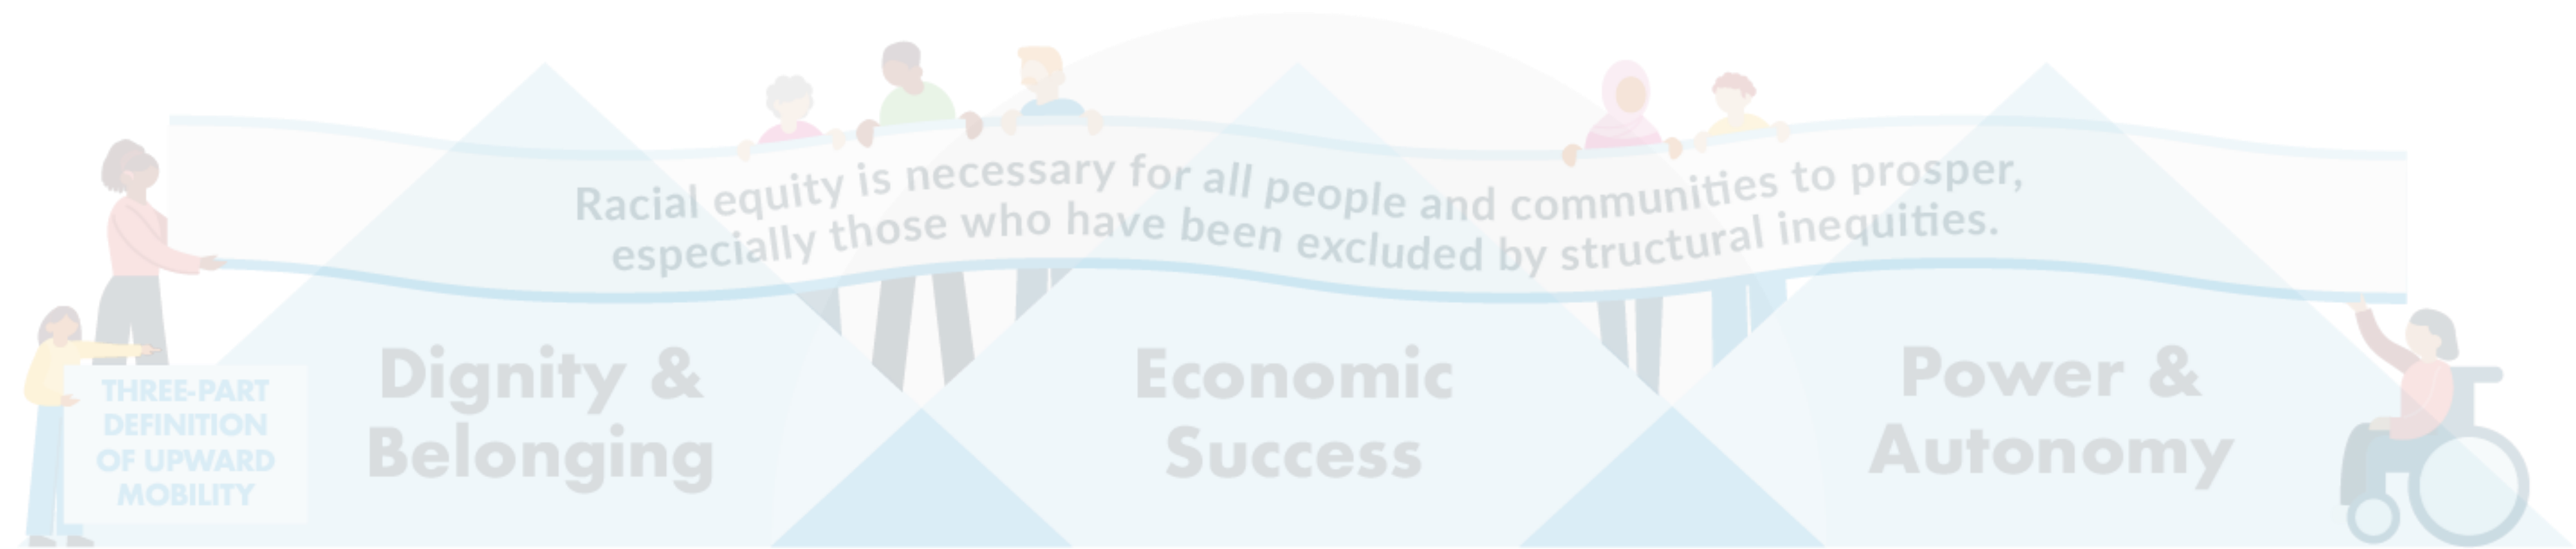 Racial equity is necessary for all people and communities to prosper,
especially those who have been excluded by structural inequities.
THREE-PART
DEFINITION
OF UPWARD
MOBILITY
Dignity &
Belonging
Economic
Success
Power &
Autonomy